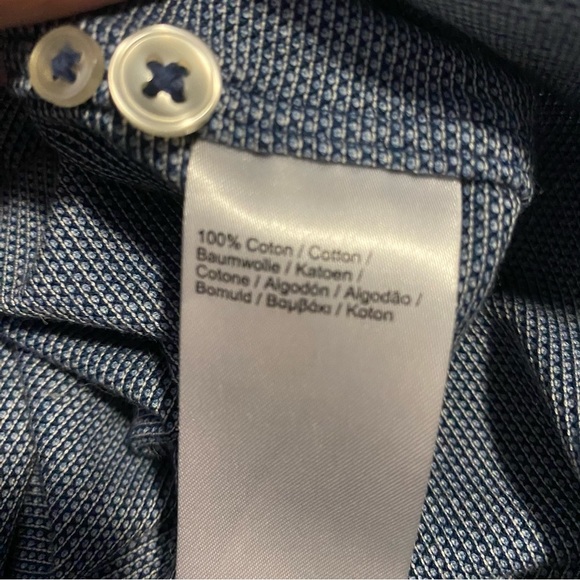 100% Coton / Cotton /
Baumwolle / Katoen /
Cotone / Algodón / Algodão /
Bomuld / Βαμβάκι / Koton